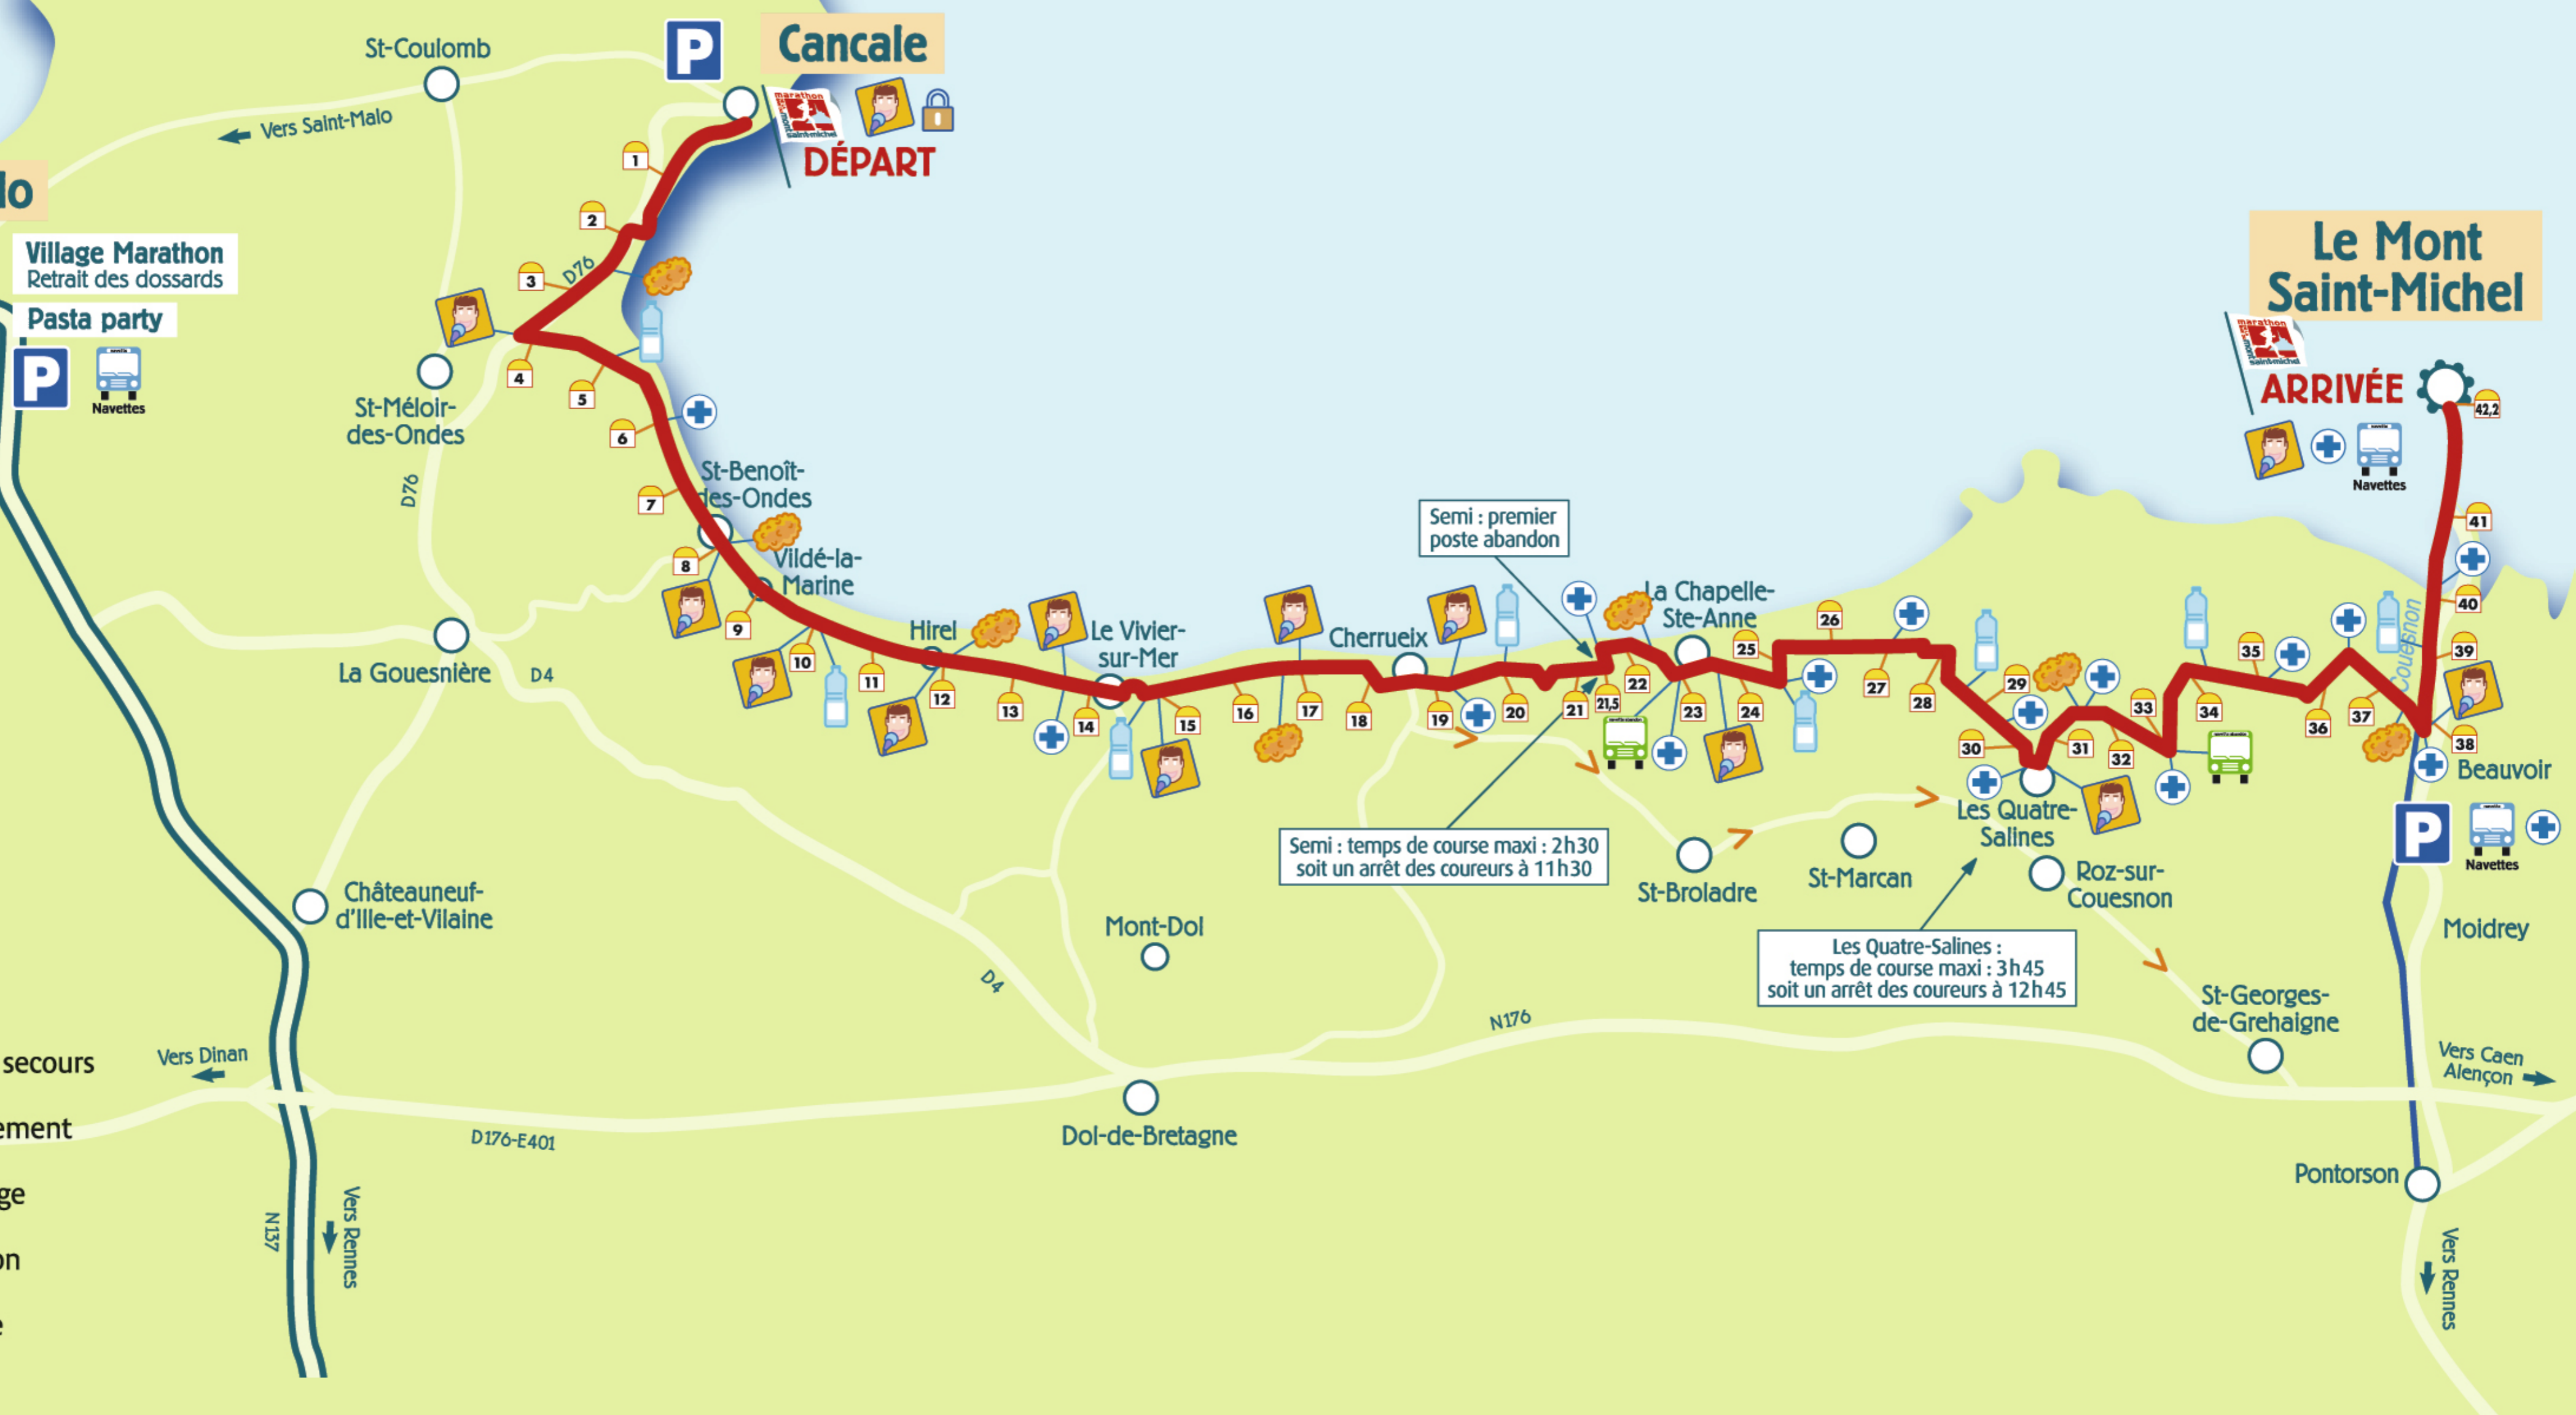 St-Coulomb
Cancale
Vers Saint-Malo
DÉPART
lo
Village Marathon
Retrait des dossards
Pasta party
P
P
Navettes
marathon
saint-michel
1
2
3
D76
4
5
6
7
8
9
10
11
12
13
14
15
16
17
18
19
20
21
21,5
22
23
24
25
26
27
28
29
30
31
32
33
34
35
36
37
38
39
40
41
42,2
St-Méloir-
des-Ondes
D76
St-Benoît-
des-Ondes
Vildé-la-
Marine
La Gouesnière
D4
Hirel
Le Vivier-
sur-Mer
Cherrueix
Semi : premier
poste abandon
La Chapelle-
Ste-Anne
Le Mont
Saint-Michel
marathon
saint-michel
ARRIVÉE
Navettes
Couesnon
Beauvoir
P
Navettes
Les Quatre-
Salines
Semi : temps de course maxi : 2h30
soit un arrêt des coureurs à 11h30
St-Broladre
St-Marcan
Roz-sur-
Couesnon
Les Quatre-Salines :
temps de course maxi : 3h45
soit un arrêt des coureurs à 12h45
Moidrey
Châteauneuf-
d'Ille-et-Vilaine
Mont-Dol
D4
N176
St-Georges-
de-Grehaigne
Vers Caen
Alençon
secours
Vers Dinan
ement
D176-E401
Dol-de-Bretagne
Pontorson
ge
N137
Vers Rennes
on
e
Vers Rennes